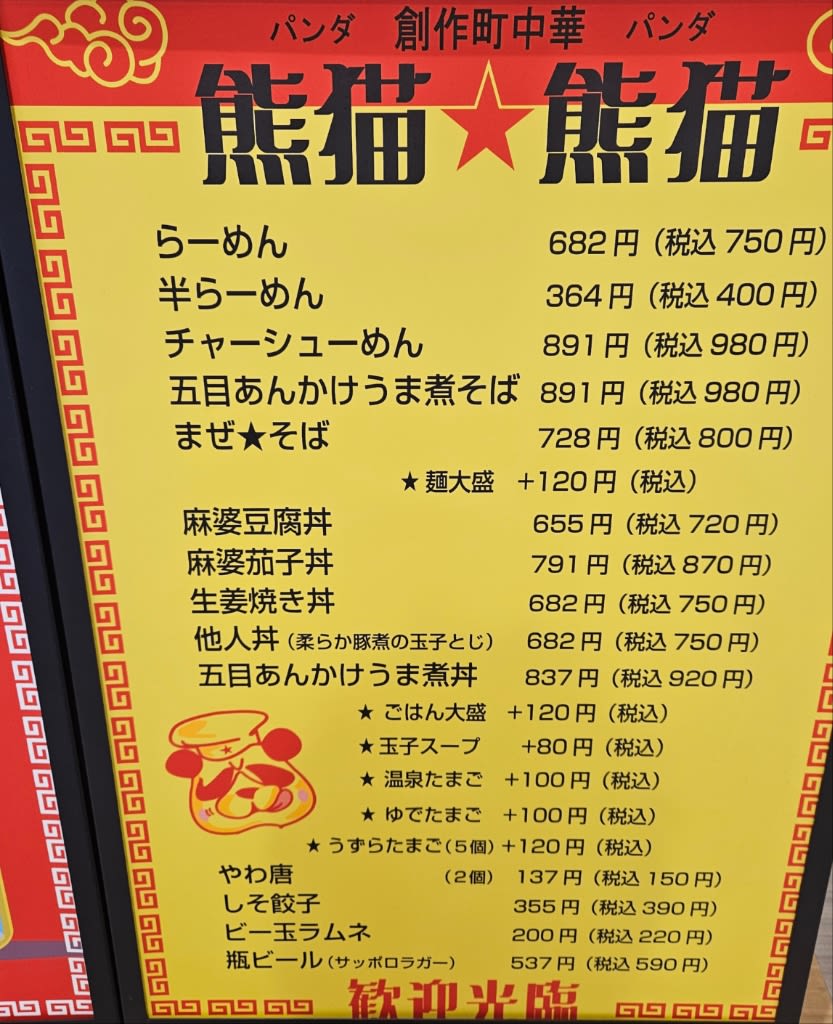 パンダ 創作町中華 パンダ
熊猫★熊猫
らーめん 682円（税込750円）
半らーめん 364円（税込400円）
チャーシューめん 891円（税込980円）
五目あんかけうま煮そば 891円（税込980円）
まぜ★そば 728円（税込800円）
★麺大盛 +120円（税込）
麻婆豆腐丼 655円（税込720円）
麻婆茄子丼 791円（税込870円）
生姜焼き丼 682円（税込750円）
他人丼（柔らか豚煮の玉子とじ） 682円（税込750円）
五目あんかけうま煮丼 837円（税込920円）
★ ごはん大盛 +120円（税込）
★玉子スープ +80円（税込）
★ 温泉たまご +100円（税込）
★ ゆでたまご +100円（税込）
★ うずらたまご（5個）+120円（税込）
やわ唐 （2個） 137円（税込150円）
しそ餃子 355円（税込390円）
ビー玉ラムネ 200円（税込220円）
瓶ビール（サッポロラガー） 537円（税込590円）
歓迎光臨